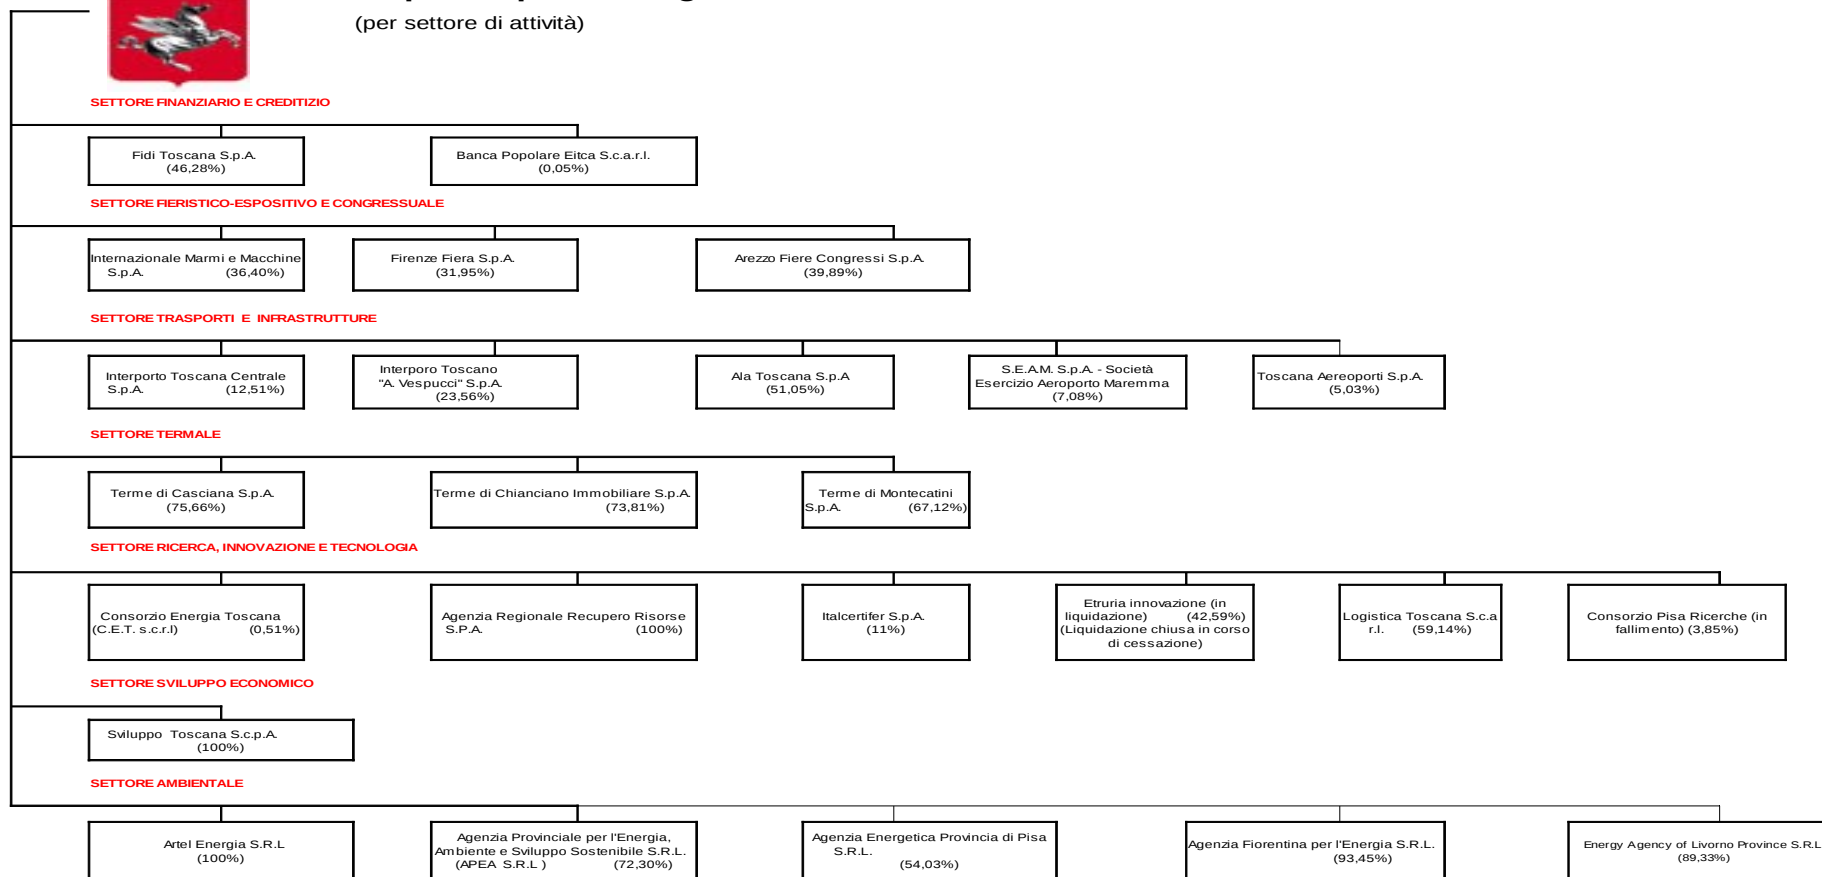 (per settore di attività)
SETTORE FINANZIARIO E CREDITIZIO
Fidi Toscana S.p.A.
(46,28%)
Banca Popolare Eitca S.c.a.r.l.
(0,05%)
SETTORE FIERISTICO-ESPOSITIVO E CONGRESSUALE
Internazionale Marmi e Macchine
S.p.A. (36,40%)
Firenze Fiera S.p.A.
(31,95%)
Arezzo Fiere Congressi S.p.A.
(39,89%)
SETTORE TRASPORTI E INFRASTRUTTURE
Interporto Toscana Centrale
S.p.A. (12,51%)
Interporo Toscano
"A. Vespucci" S.p.A.
(23,56%)
Ala Toscana S.p.A
(51,05%)
S.E.A.M. S.p.A. - Società
Esercizio Aeroporto Maremma
(7,08%)
Toscana Aereoporti S.p.A.
(5,03%)
SETTORE TERMALE
Terme di Casciana S.p.A.
(75,66%)
Terme di Chianciano Immobiliare S.p.A.
(73,81%)
Terme di Montecatini
S.p.A. (67,12%)
SETTORE RICERCA, INNOVAZIONE E TECNOLOGIA
Consorzio Energia Toscana
(C.E.T. s.c.r.l) (0,51%)
Agenzia Regionale Recupero Risorse
S.P.A. (100%)
Italcertifer S.p.A.
(11%)
Etruria innovazione (in
liquidazione) (42,59%)
(Liquidazione chiusa in corso
di cessazione)
Logistica Toscana S.c.a
r.l. (59,14%)
Consorzio Pisa Ricerche (in
fallimento) (3,85%)
SETTORE SVILUPPO ECONOMICO
Sviluppo Toscana S.c.p.A.
(100%)
SETTORE AMBIENTALE
Artel Energia S.R.L
(100%)
Agenzia Provinciale per l'Energia,
Ambiente e Sviluppo Sostenibile S.R.L.
(APEA S.R.L ) (72,30%)
Agenzia Energetica Provincia di Pisa
S.R.L.
(54,03%)
Agenzia Fiorentina per l'Energia S.R.L.
(93,45%)
Energy Agency of Livorno Province S.R.L
(89,33%)